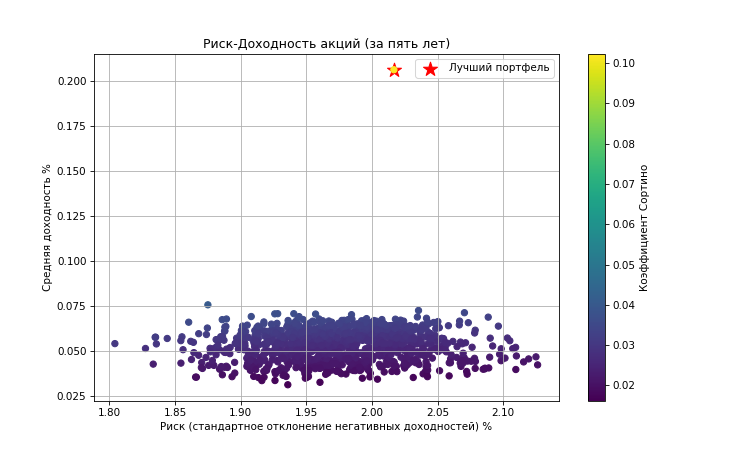 Риск-Доходность акций (за пять лет)
Лучший портфель
0.200
0.175
0.150
0.125
0.100
0.075
0.050
0.025
Средняя доходность %
1.80 1.85 1.90 1.95 2.00 2.05 2.10
Риск (стандартное отклонение негативных доходностей) %
0.10
0.09
0.08
0.07
0.06
0.05
0.04
0.03
0.02
Коэффициент Сортино